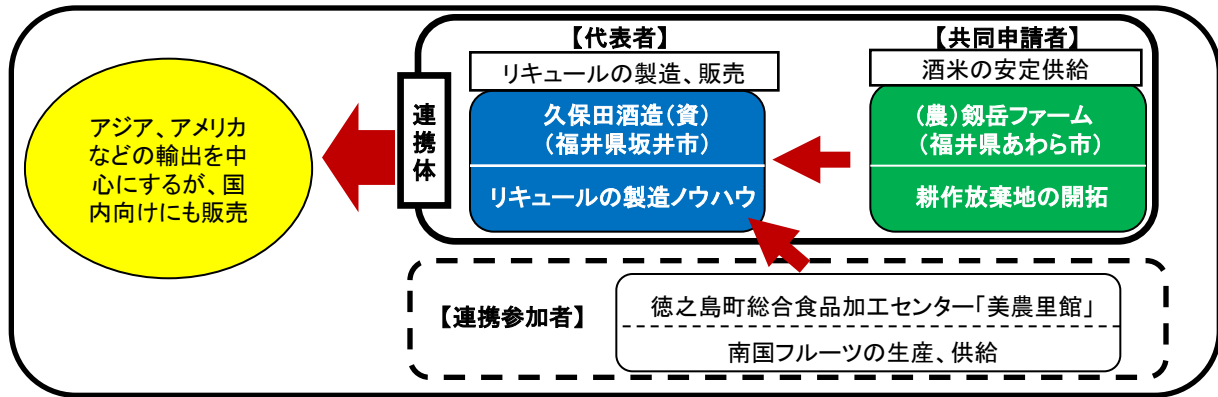 【代表者】
リキュールの製造、販売
久保田酒造(資)
(福井県坂井市)
リキュールの製造ノウハウ
【共同申請者】
酒米の安定供給
(農)剱岳ファーム
(福井県あわら市)
耕作放棄地の開拓
連携体
アジア、アメリカ
などの輸出を中
心にするが、国
内向けにも販売
【連携参加者】
徳之島町総合食品加工センター「美農里館」
南国フルーツの生産、供給